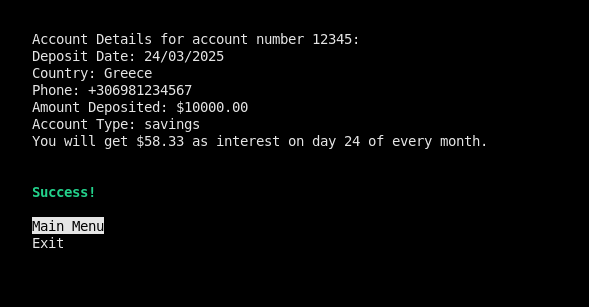 Account Details for account number 12345:
Deposit Date: 24/03/2025
Country: Greece
Phone: +306981234567
Amount Deposited: $10000.00
Account Type: savings
You will get $58.33 as interest on day 24 of every month.
Success!
Main Menu
Exit